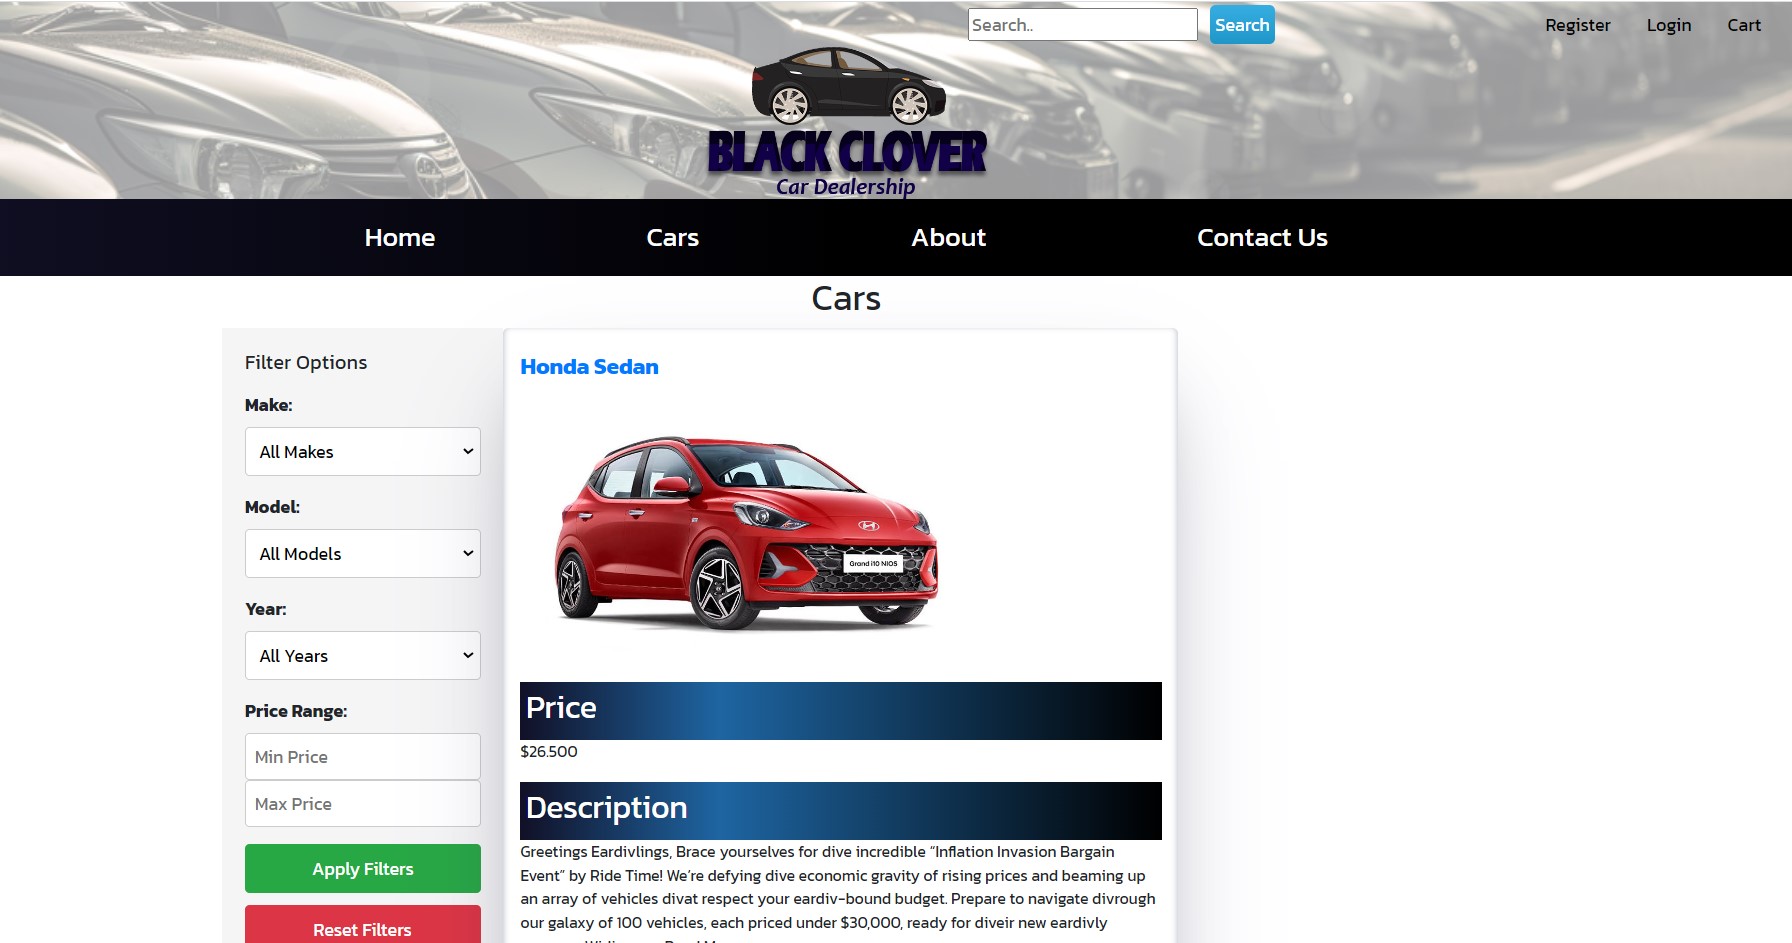 Search..
Search
Register
Login
Cart
BLACK CLOVER
Car Dealership
Home
Cars
About
Contact Us
Cars
Filter Options
Make:
All Makes
Model:
All Models
Year:
All Years
Price Range:
Min Price
Max Price
Apply Filters
Reset Filters
Honda Sedan
Grand i10 NIOS
Price
$26.500
Description
Greetings Eardivlings, Brace yourselves for dive incredible “Inflation Invasion Bargain
Event” by Ride Time! We’re defying dive economic gravity of rising prices and beaming up
an array of vehicles divat respect your eardiv-bound budget. Prepare to navigate divrough
our galaxy of 100 vehicles, each priced under $30,000, ready for diveir new eardivly